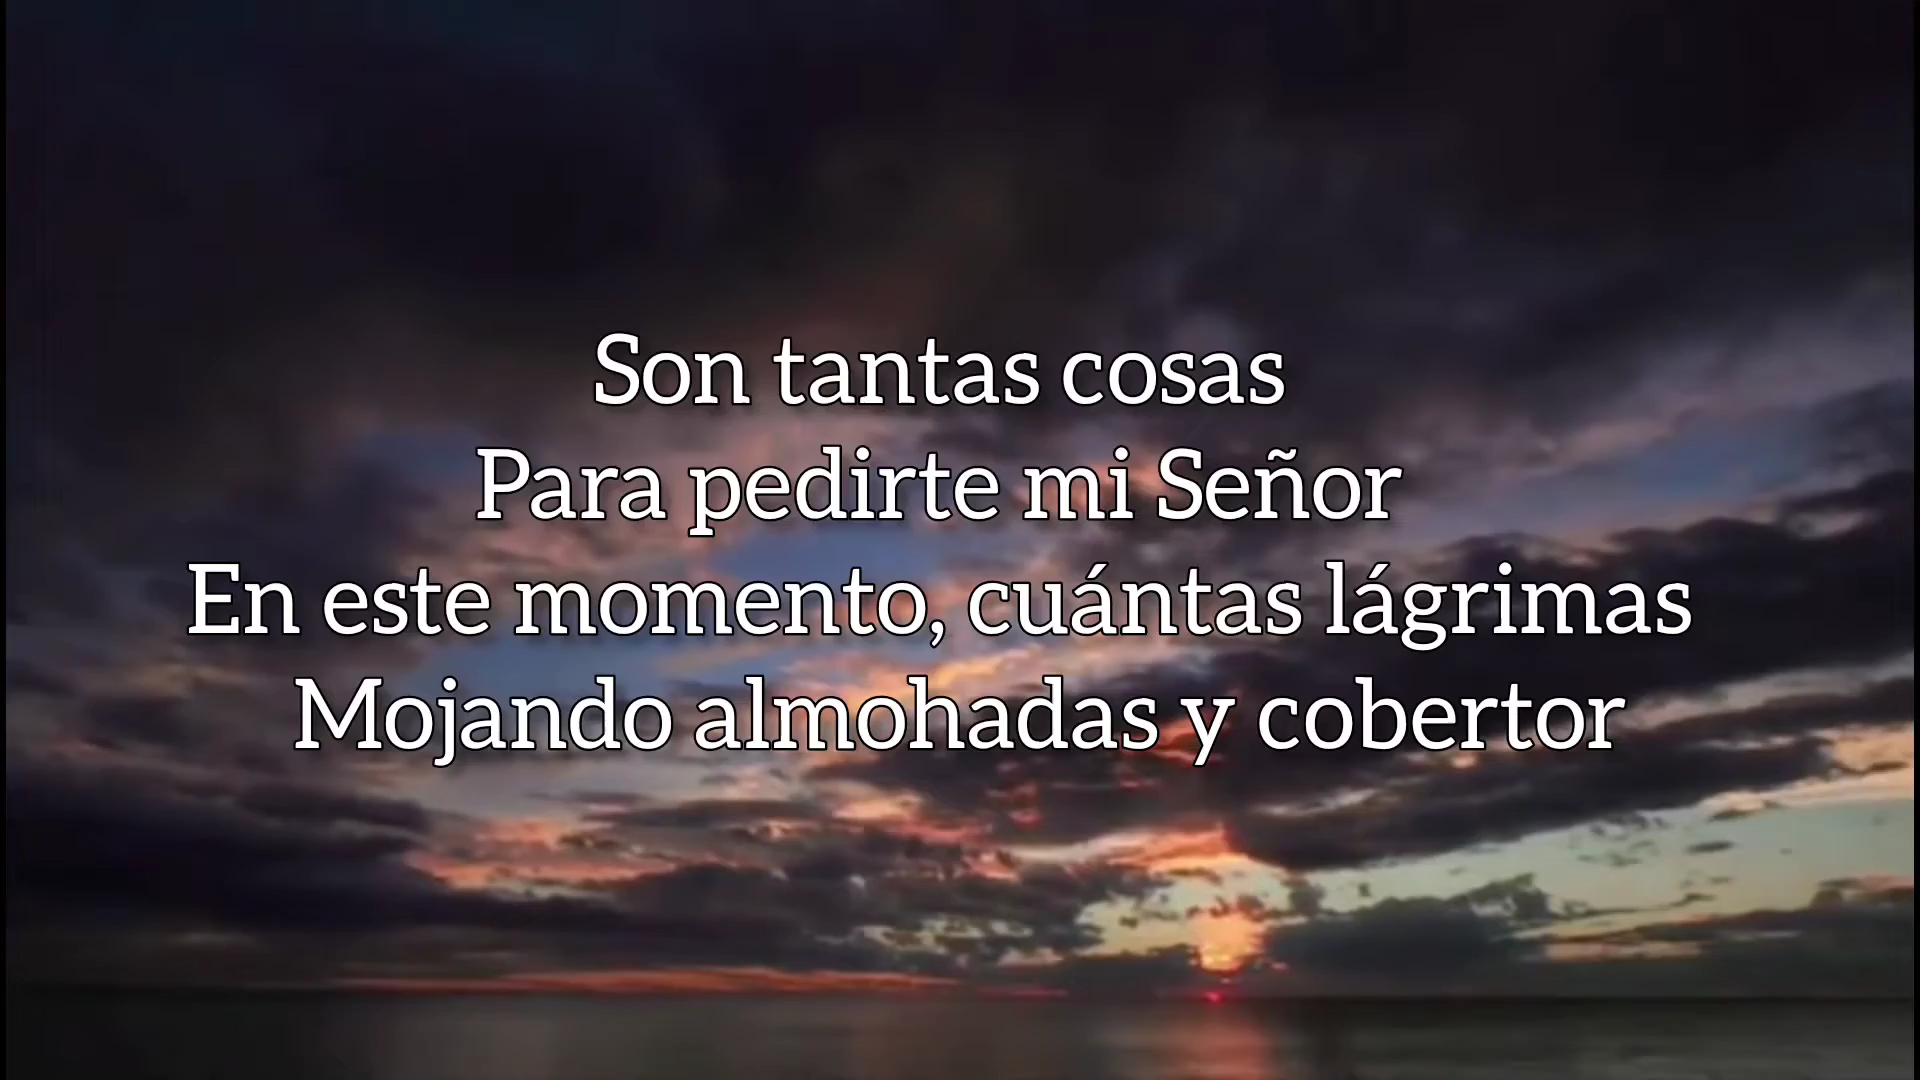 Son tantas cosas
Para pedirte mi Señor
En este momento, cuántas lágrimas
Mojando almohadas y cobertor